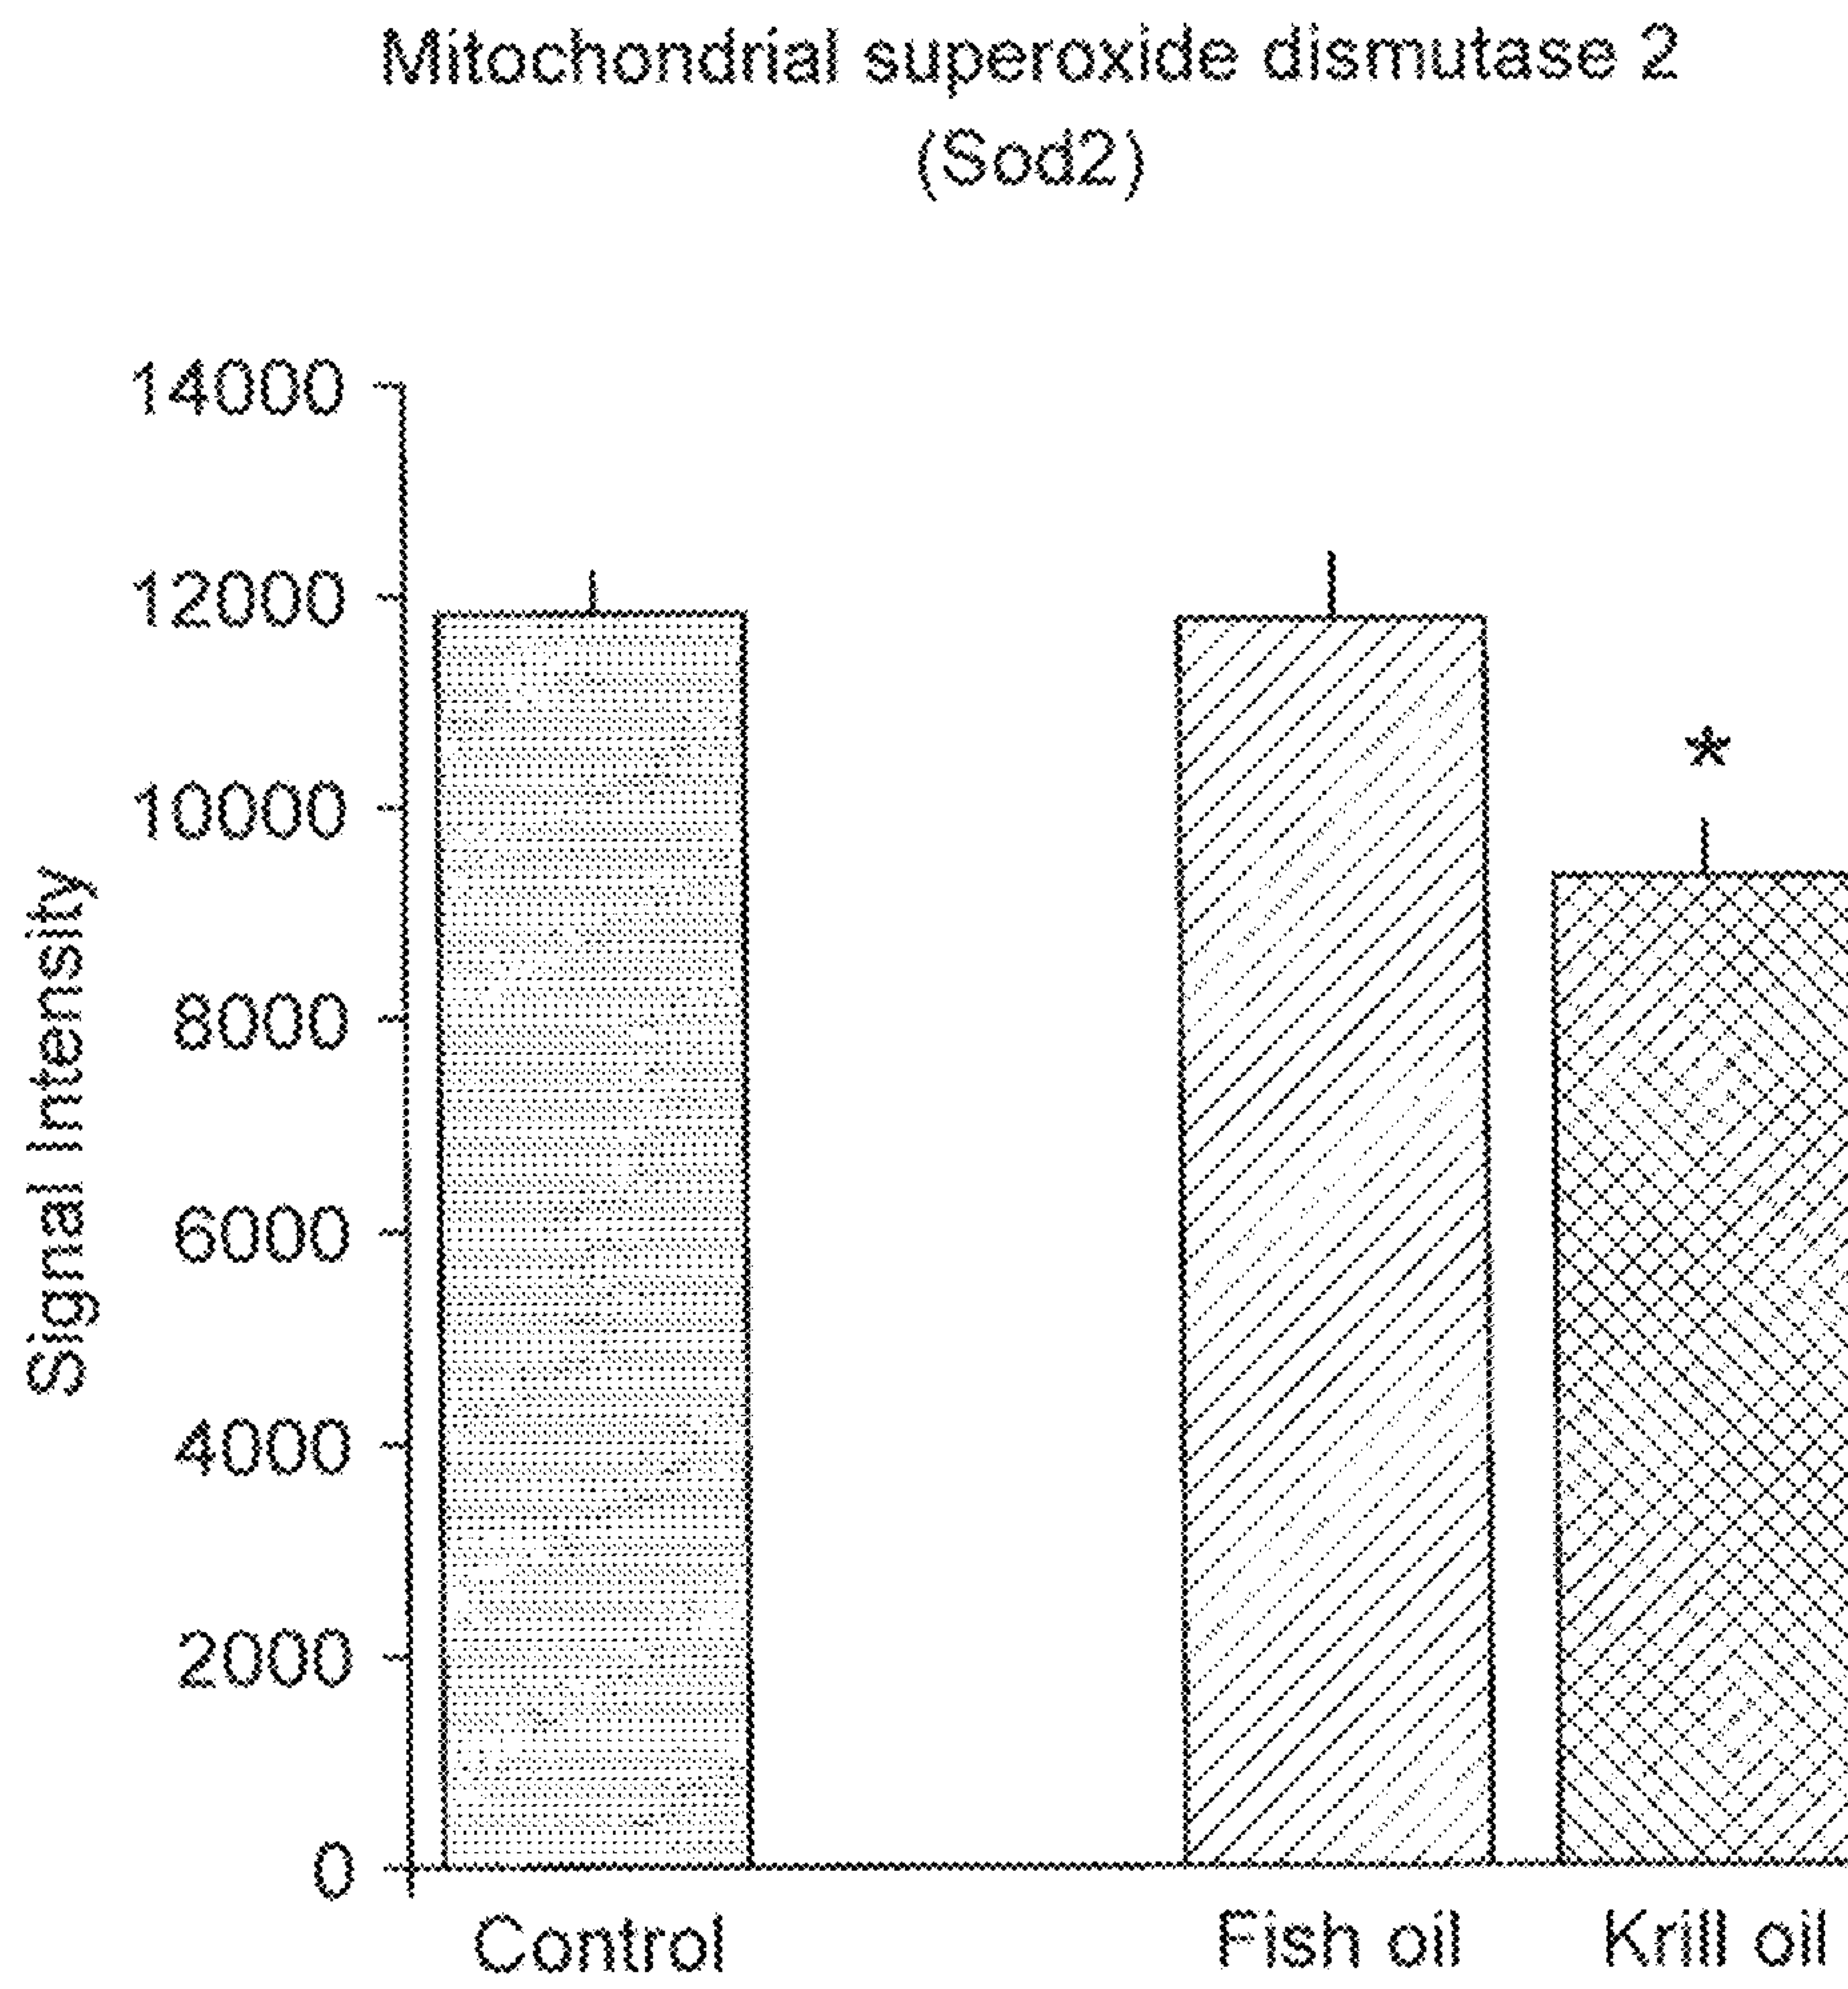 Mitochondrial superoxide dismutase 2
(Sod2)
14000
12000
10000
8000
6000
4000
2000
0
Signal Intensity
*
Control
Fish oil
Krill oil